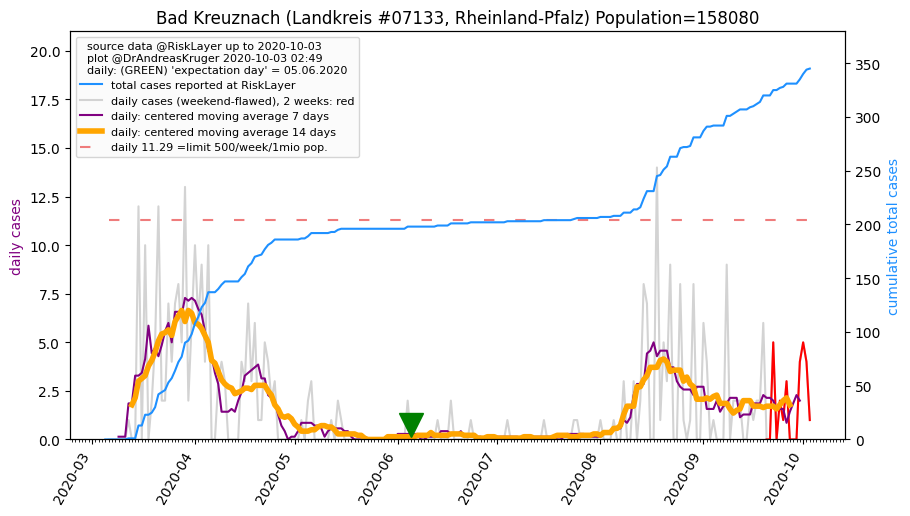 Bad Kreuznach (Landkreis #07133, Rheinland-Pfalz) Population=158080
source data @RiskLayer up to 2020-10-03
plot @DrAndreasKruger 2020-10-03 02:49
daily: (GREEN) 'expectation day' = 05.06.2020
total cases reported at RiskLayer
daily cases (weekend-flawed), 2 weeks: red
daily: centered moving average 7 days
daily: centered moving average 14 days
daily 11.29 =limit 500/week/1mio pop.
daily cases
20.0
17.5
15.0
12.5
10.0
7.5
5.0
2.5
0.0
cumulative total cases
350
300
250
200
150
100
50
0
2020-03
2020-04
2020-05
2020-06
2020-07
2020-08
2020-09
2020-10